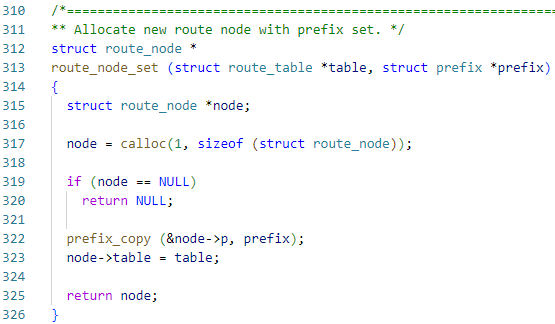 310 /*================================================================
311 ** Allocate new route node with prefix set. */
312 struct route_node *
313 route_node_set (struct route_table *table, struct prefix *prefix)
314 {
315   struct route_node *node;
316
317   node = calloc(1, sizeof (struct route_node));
318
319   if (node == NULL)
320     return NULL;
321
322   prefix_copy (&node->p, prefix);
323   node->table = table;
324
325   return node;
326 }